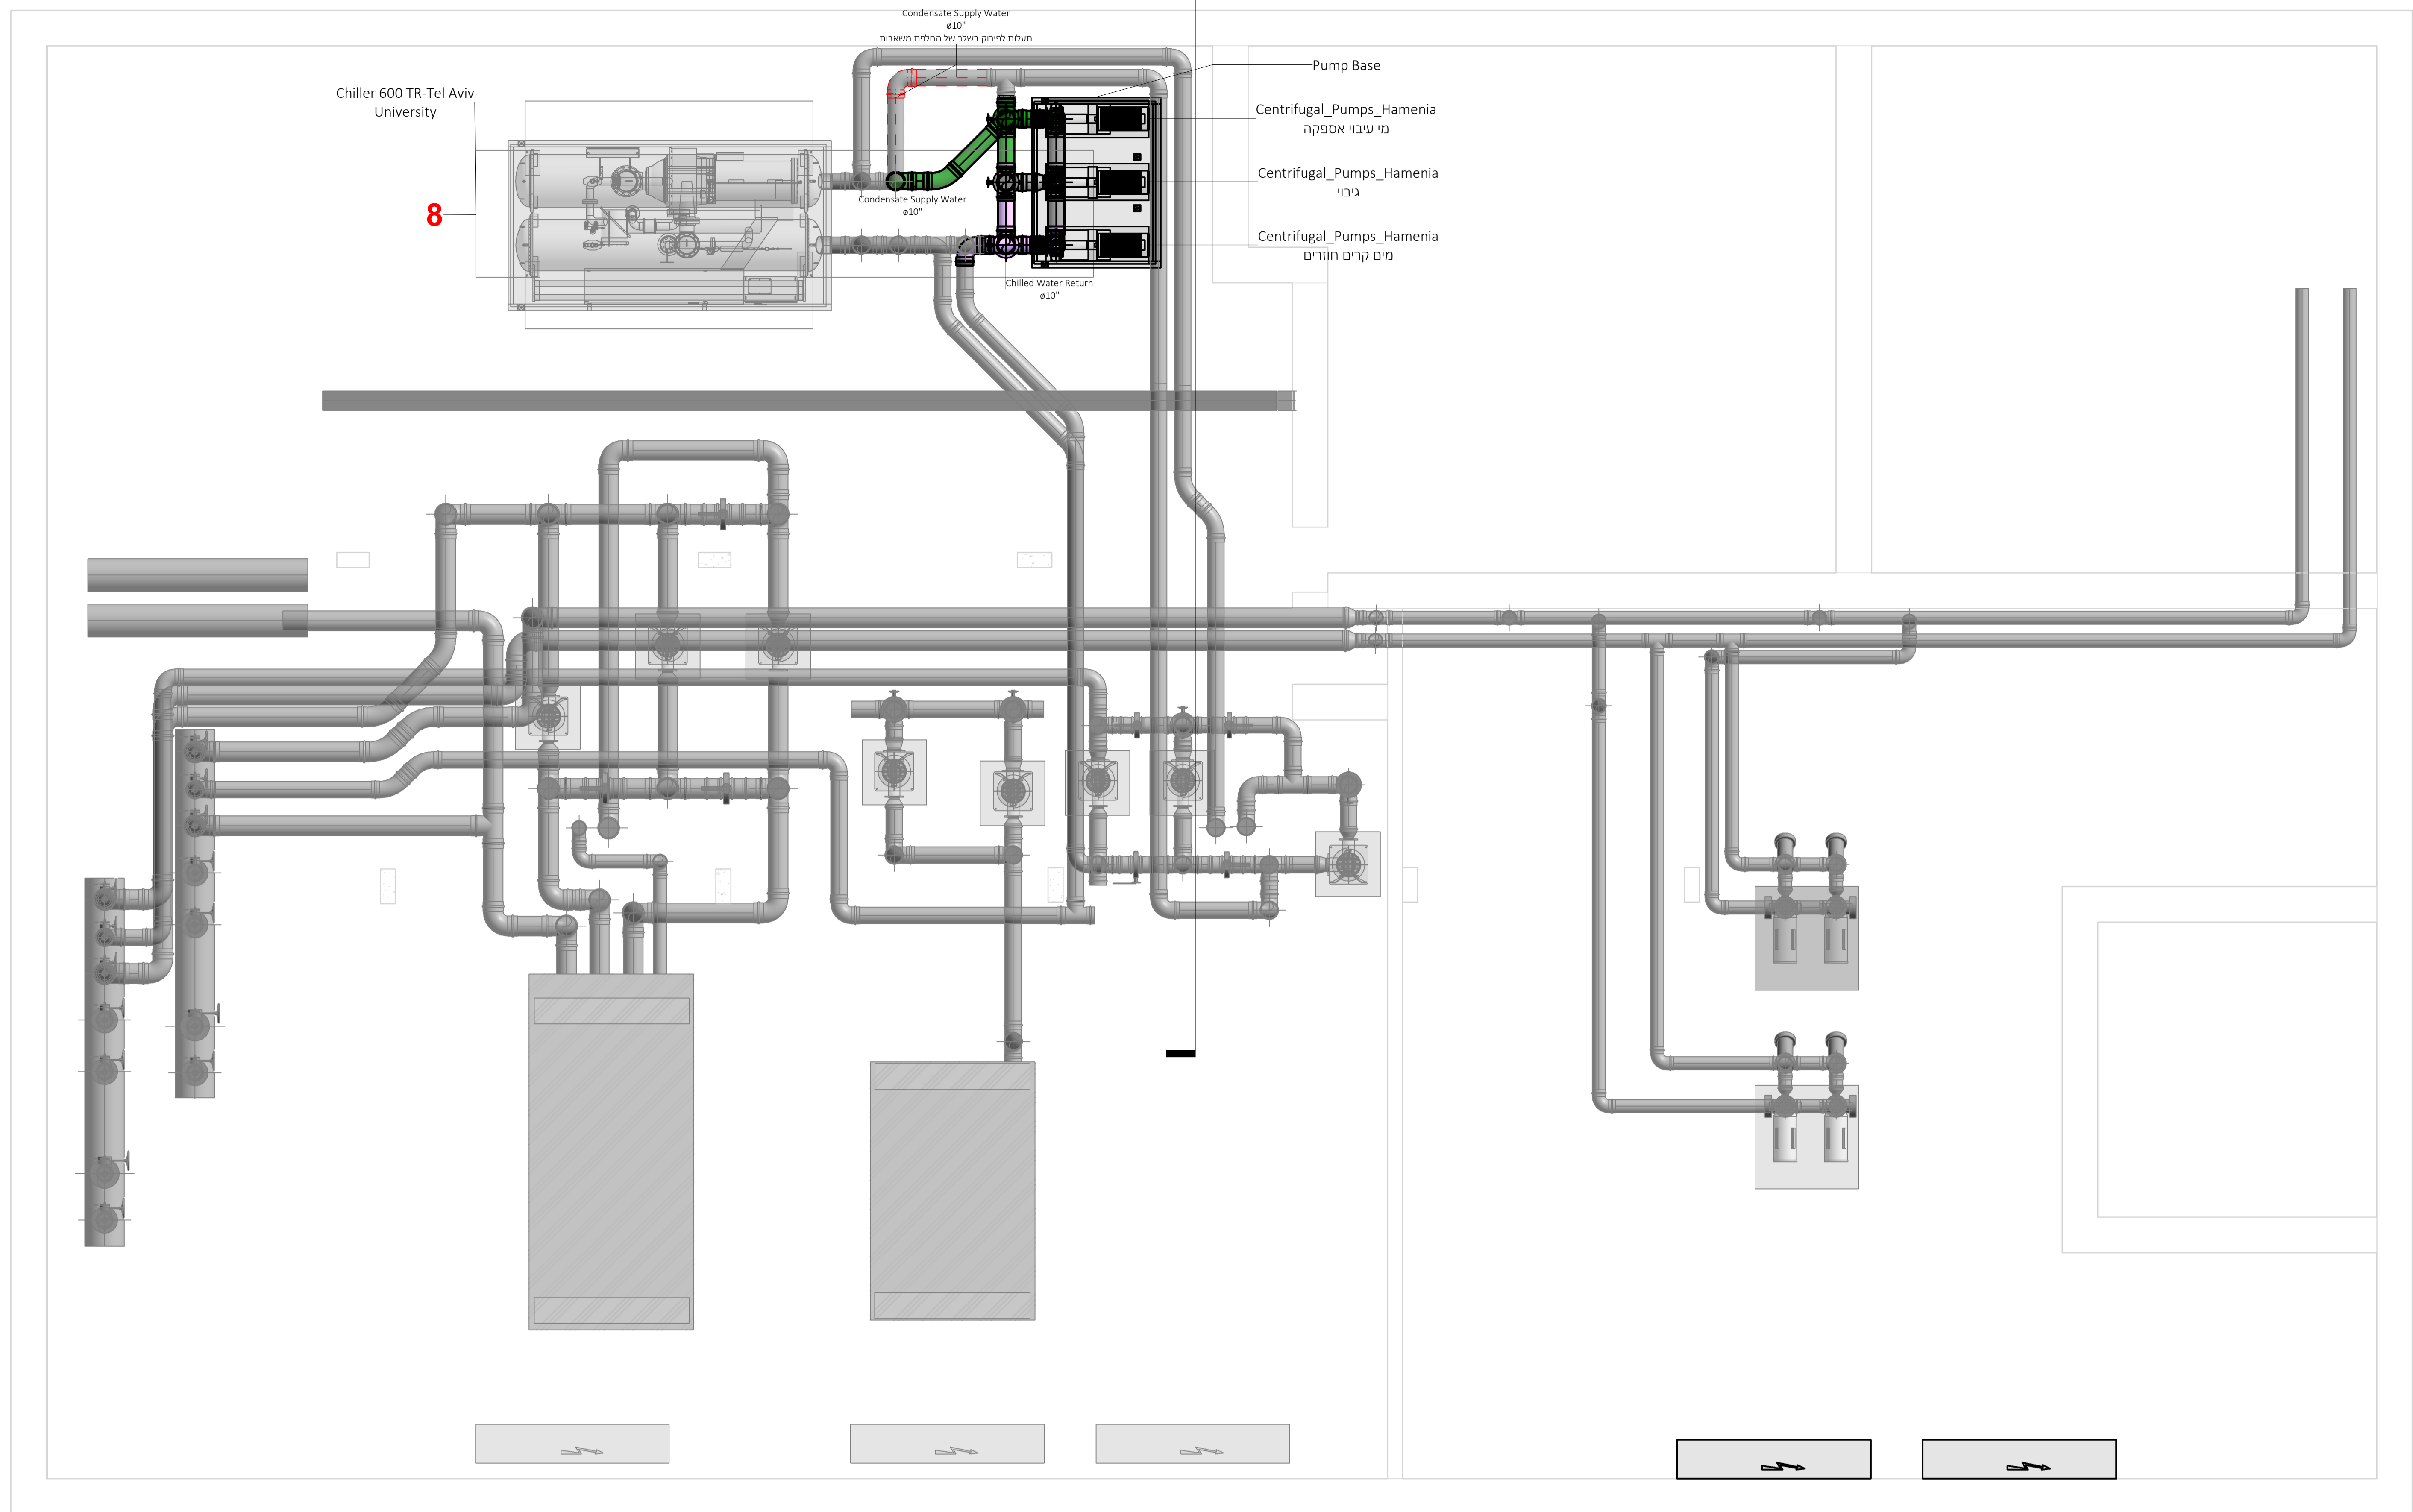 Condensate Supply Water
ø10"
תעלות לפירוק בשלב של החלפת משאבות
Pump Base
Chiller 600 TR-Tel Aviv
University
Centrifugal_Pumps_Hamenia
מי עיבוי אספקה
Centrifugal_Pumps_Hamenia
גיבוי
8
Condensate Supply Water
ø10"
Centrifugal_Pumps_Hamenia
מים קרים חוזרים
Chilled Water Return
ø10"